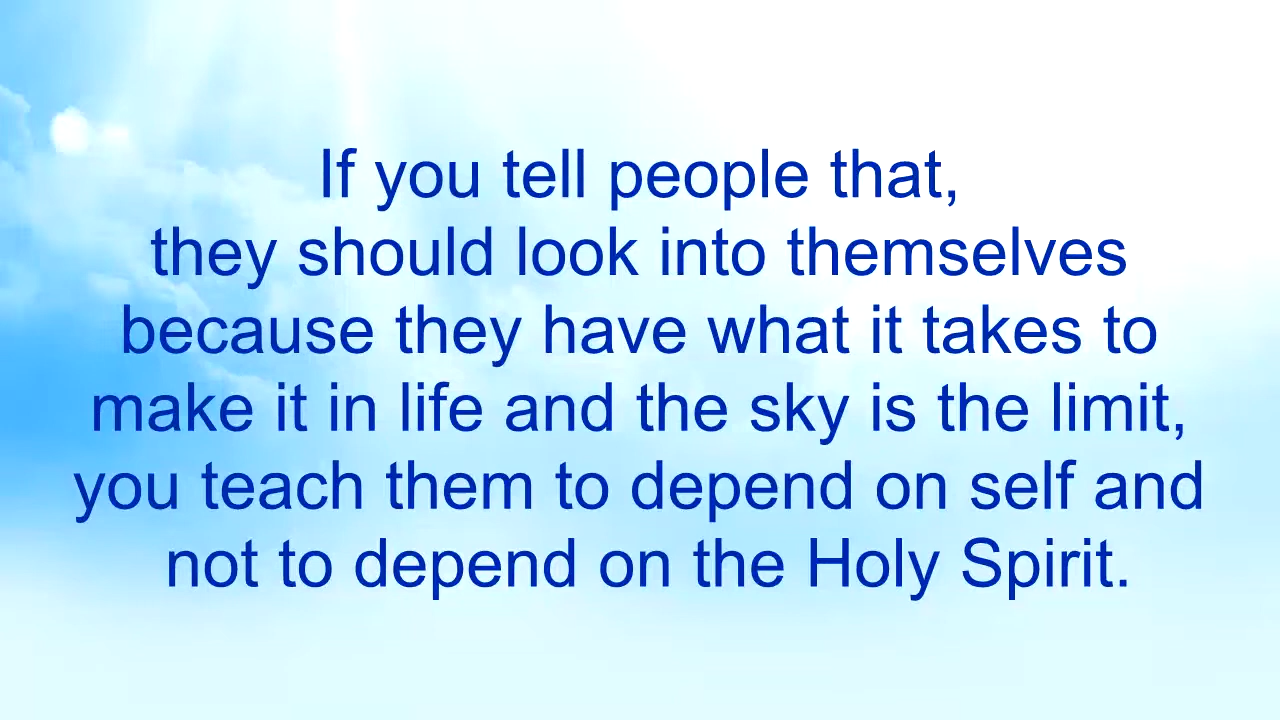 If you tell people that,
they should look into themselves
because they have what it takes to
make it in life and the sky is the limit,
you teach them to depend on self and
not to depend on the Holy Spirit.